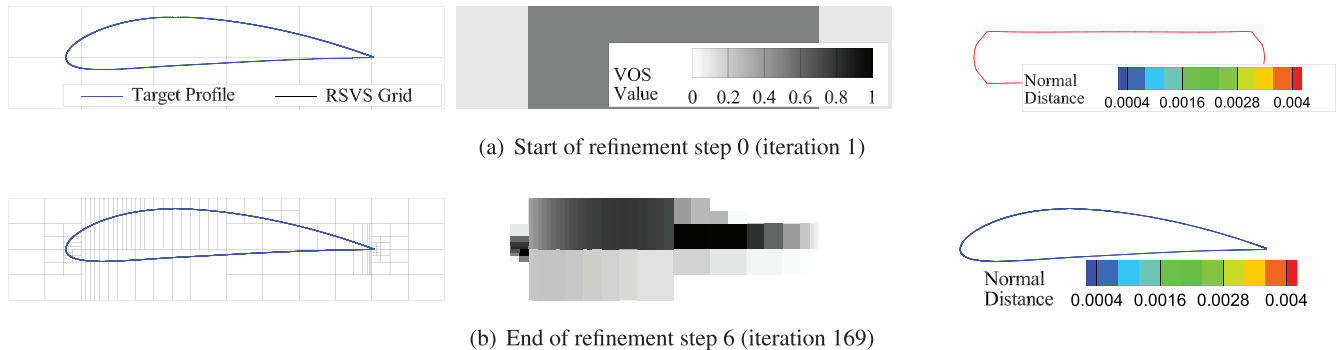 Target Profile RSVS Grid
VOS
Value
0 0.2 0.4 0.6 0.8 1
Normal
Distance
0.0004 0.0016 0.0028 0.004
(a) Start of refinement step 0 (iteration 1)
Normal
Distance
0.0004 0.0016 0.0028 0.004
(b) End of refinement step 6 (iteration 169)